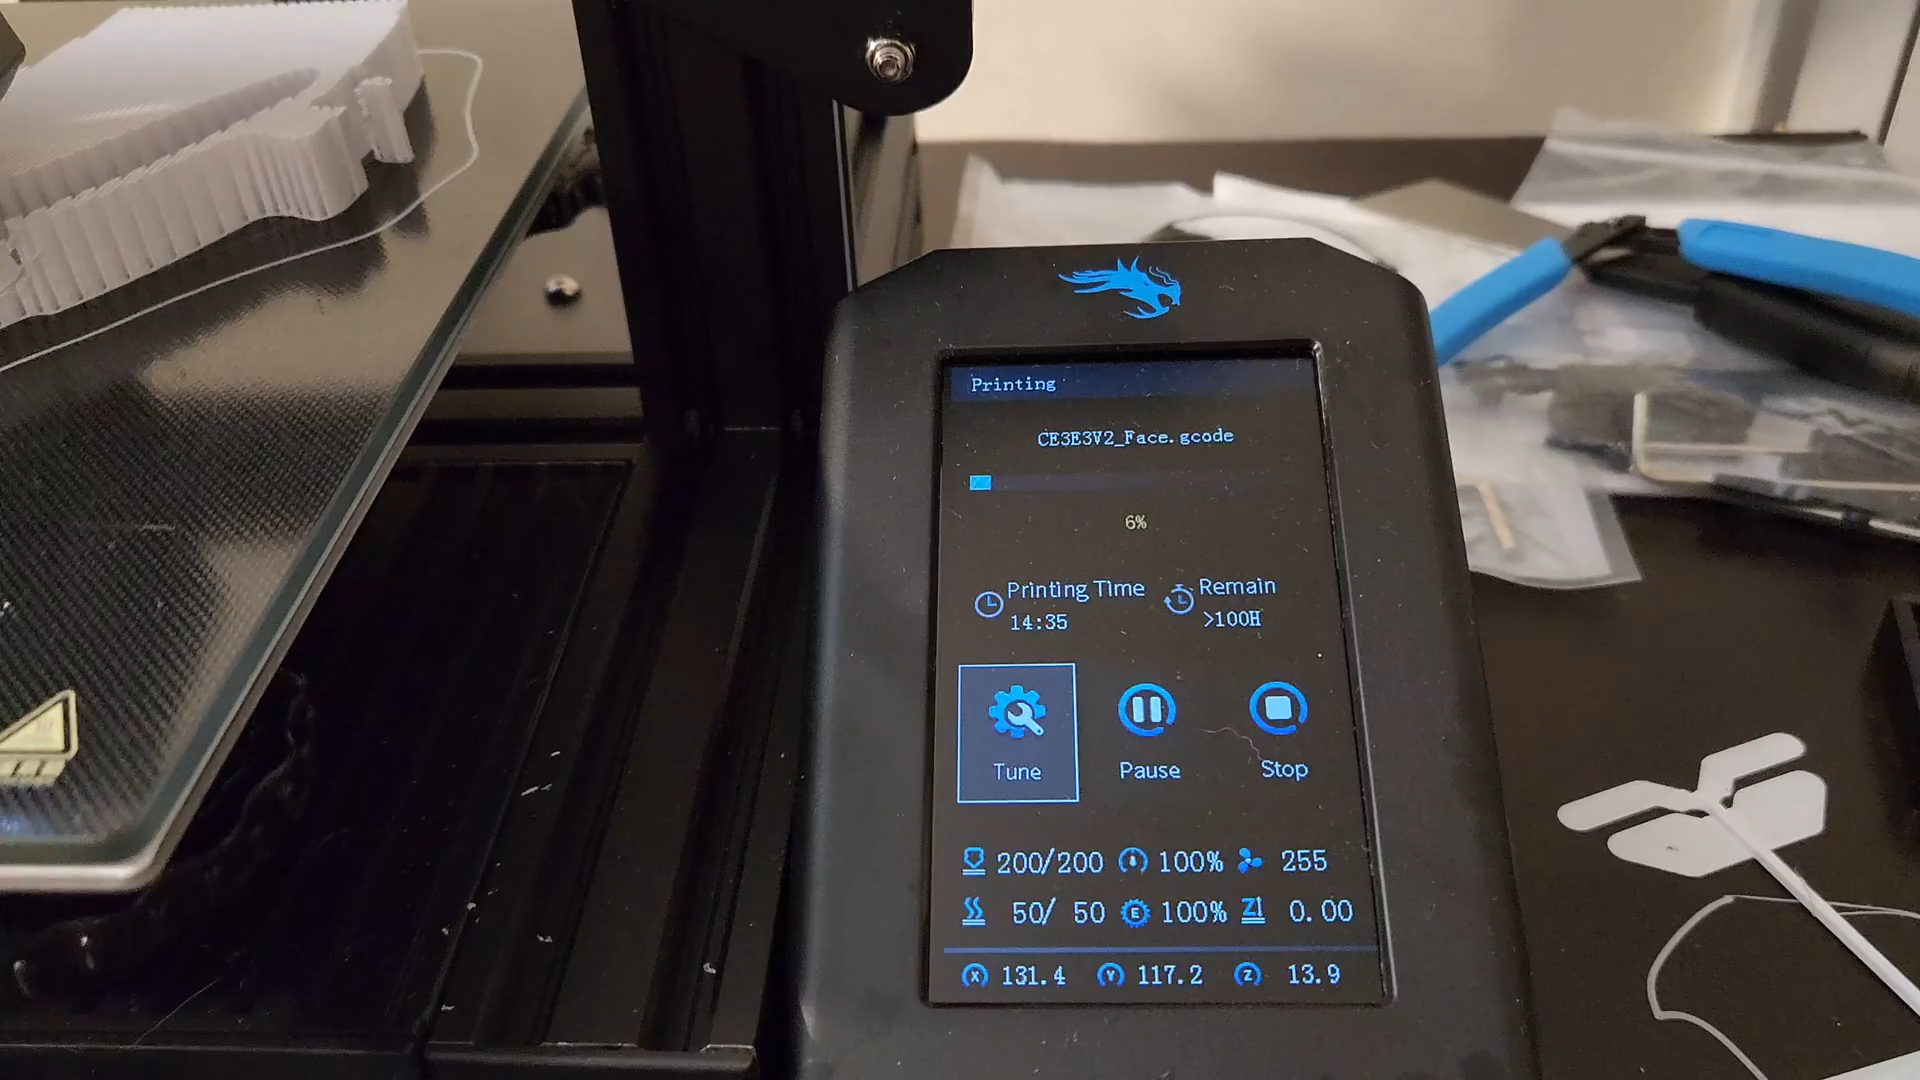 Printing
CE3E3V2_Face.gcode
6%
Printing Time
14:35
Remain
>100H
Tune
Pause
Stop
200/200 100% 255
50/ 50 E 100% Z 0.00
X 131.4 Y 117.2 Z 13.9